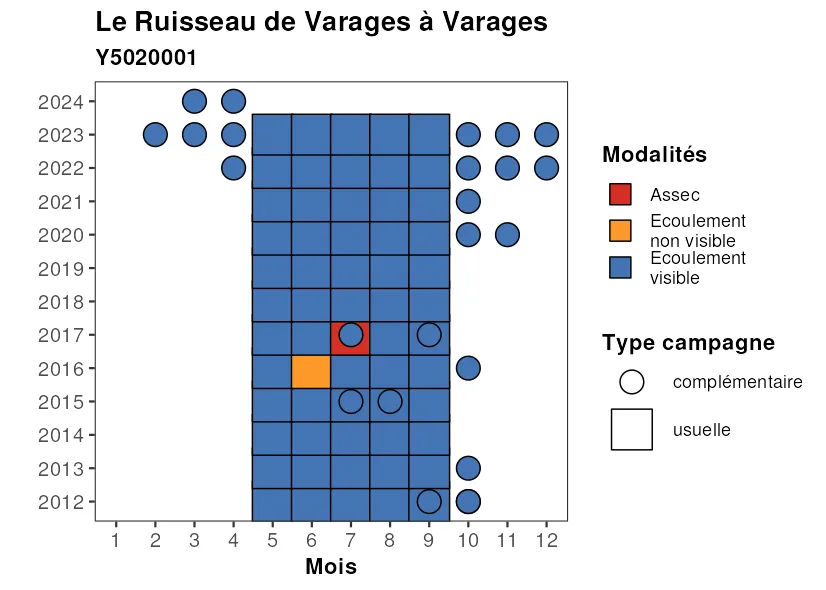 Le Ruisseau de Varages à Varages
Y5020001
2024
2023
2022
2021
2020
2019
2018
2017
2016
2015
2014
2013
2012
1 2 3 4 5 6 7 8 9 10 11 12
Mois
Modalités
Assec
Ecoulement
non visible
Ecoulement
visible
Type campagne
complémentaire
usuelle